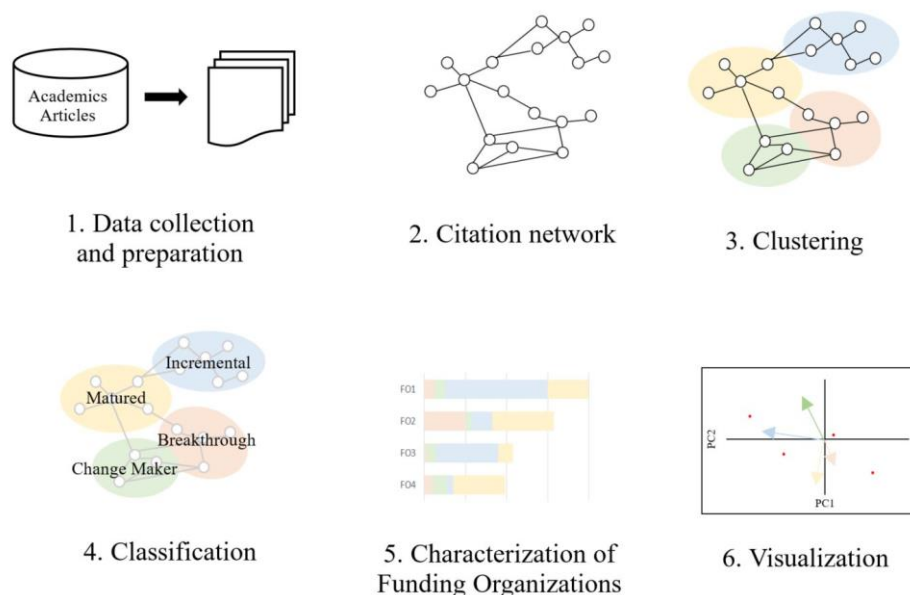 Academics
Articles
1. Data collection
and preparation
2. Citation network
3. Clustering
Incremental
Matured
Breakthrough
Change Maker
4. Classification
FO1
FO2
FO3
FO4
5. Characterization of
Funding Organizations
PC2
PC1
6. Visualization